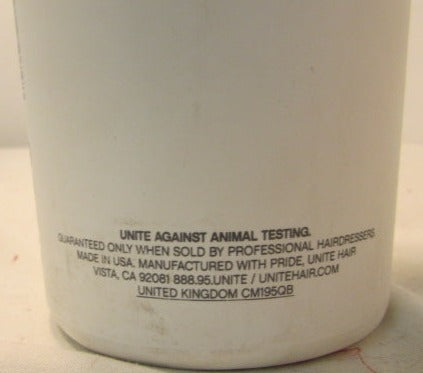 UNITE AGAINST ANIMAL TESTING.
GUARANTEED ONLY WHEN SOLD BY PROFESSIONAL HAIRDRESSERS
MADE IN USA. MANUFACTURED WITH PRIDE, UNITE HAIR
VISTA, CA 92081 888.95.UNITE / UNITEHAIR.COM
UNITED KINGDOM CM195QB